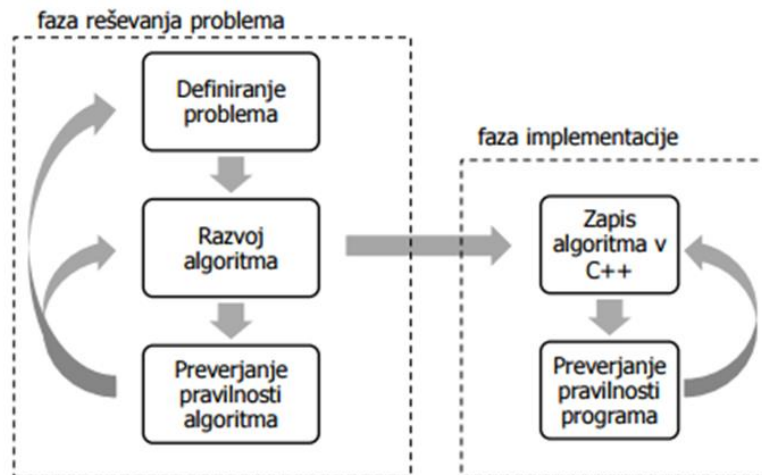 faza reševanja problema
Definiranje
problema
Razvoj
algoritma
Preverjanje
pravilnosti
algoritma
faza implementacije
Zapis
algoritma v
C++
Preverjanje
pravilnosti
programa